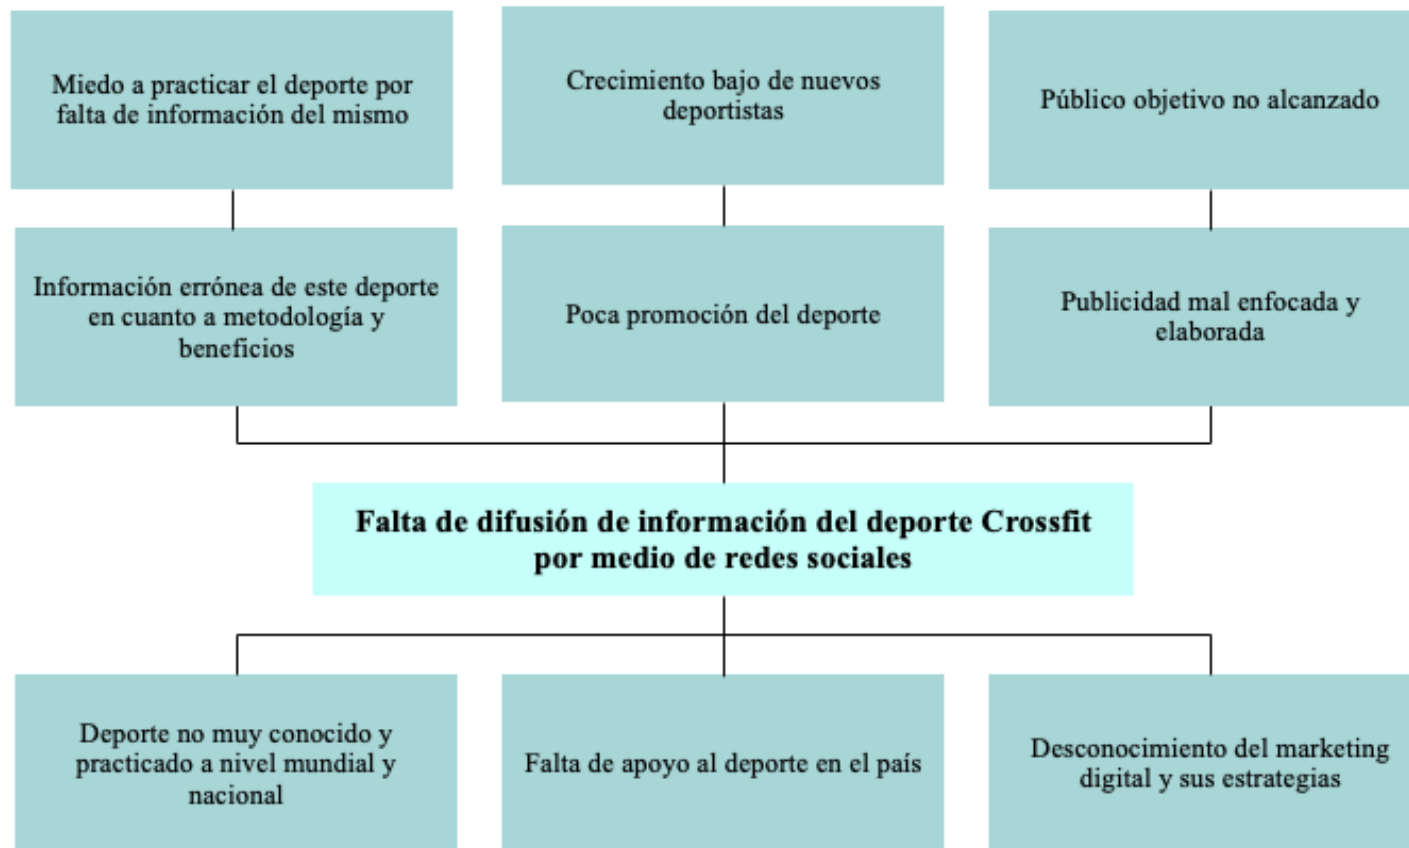 Miedo a practicar el deporte por
falta de información del mismo
Crecimiento bajo de nuevos
deportistas
Público objetivo no alcanzado
Información errónea de este deporte
en cuanto a metodología y
beneficios
Poca promoción del deporte
Publicidad mal enfocada y
elaborada
Falta de difusión de información del deporte Crossfit
por medio de redes sociales
Deporte no muy conocido y
practicado a nivel mundial y
nacional
Falta de apoyo al deporte en el país
Desconocimiento del marketing
digital y sus estrategias